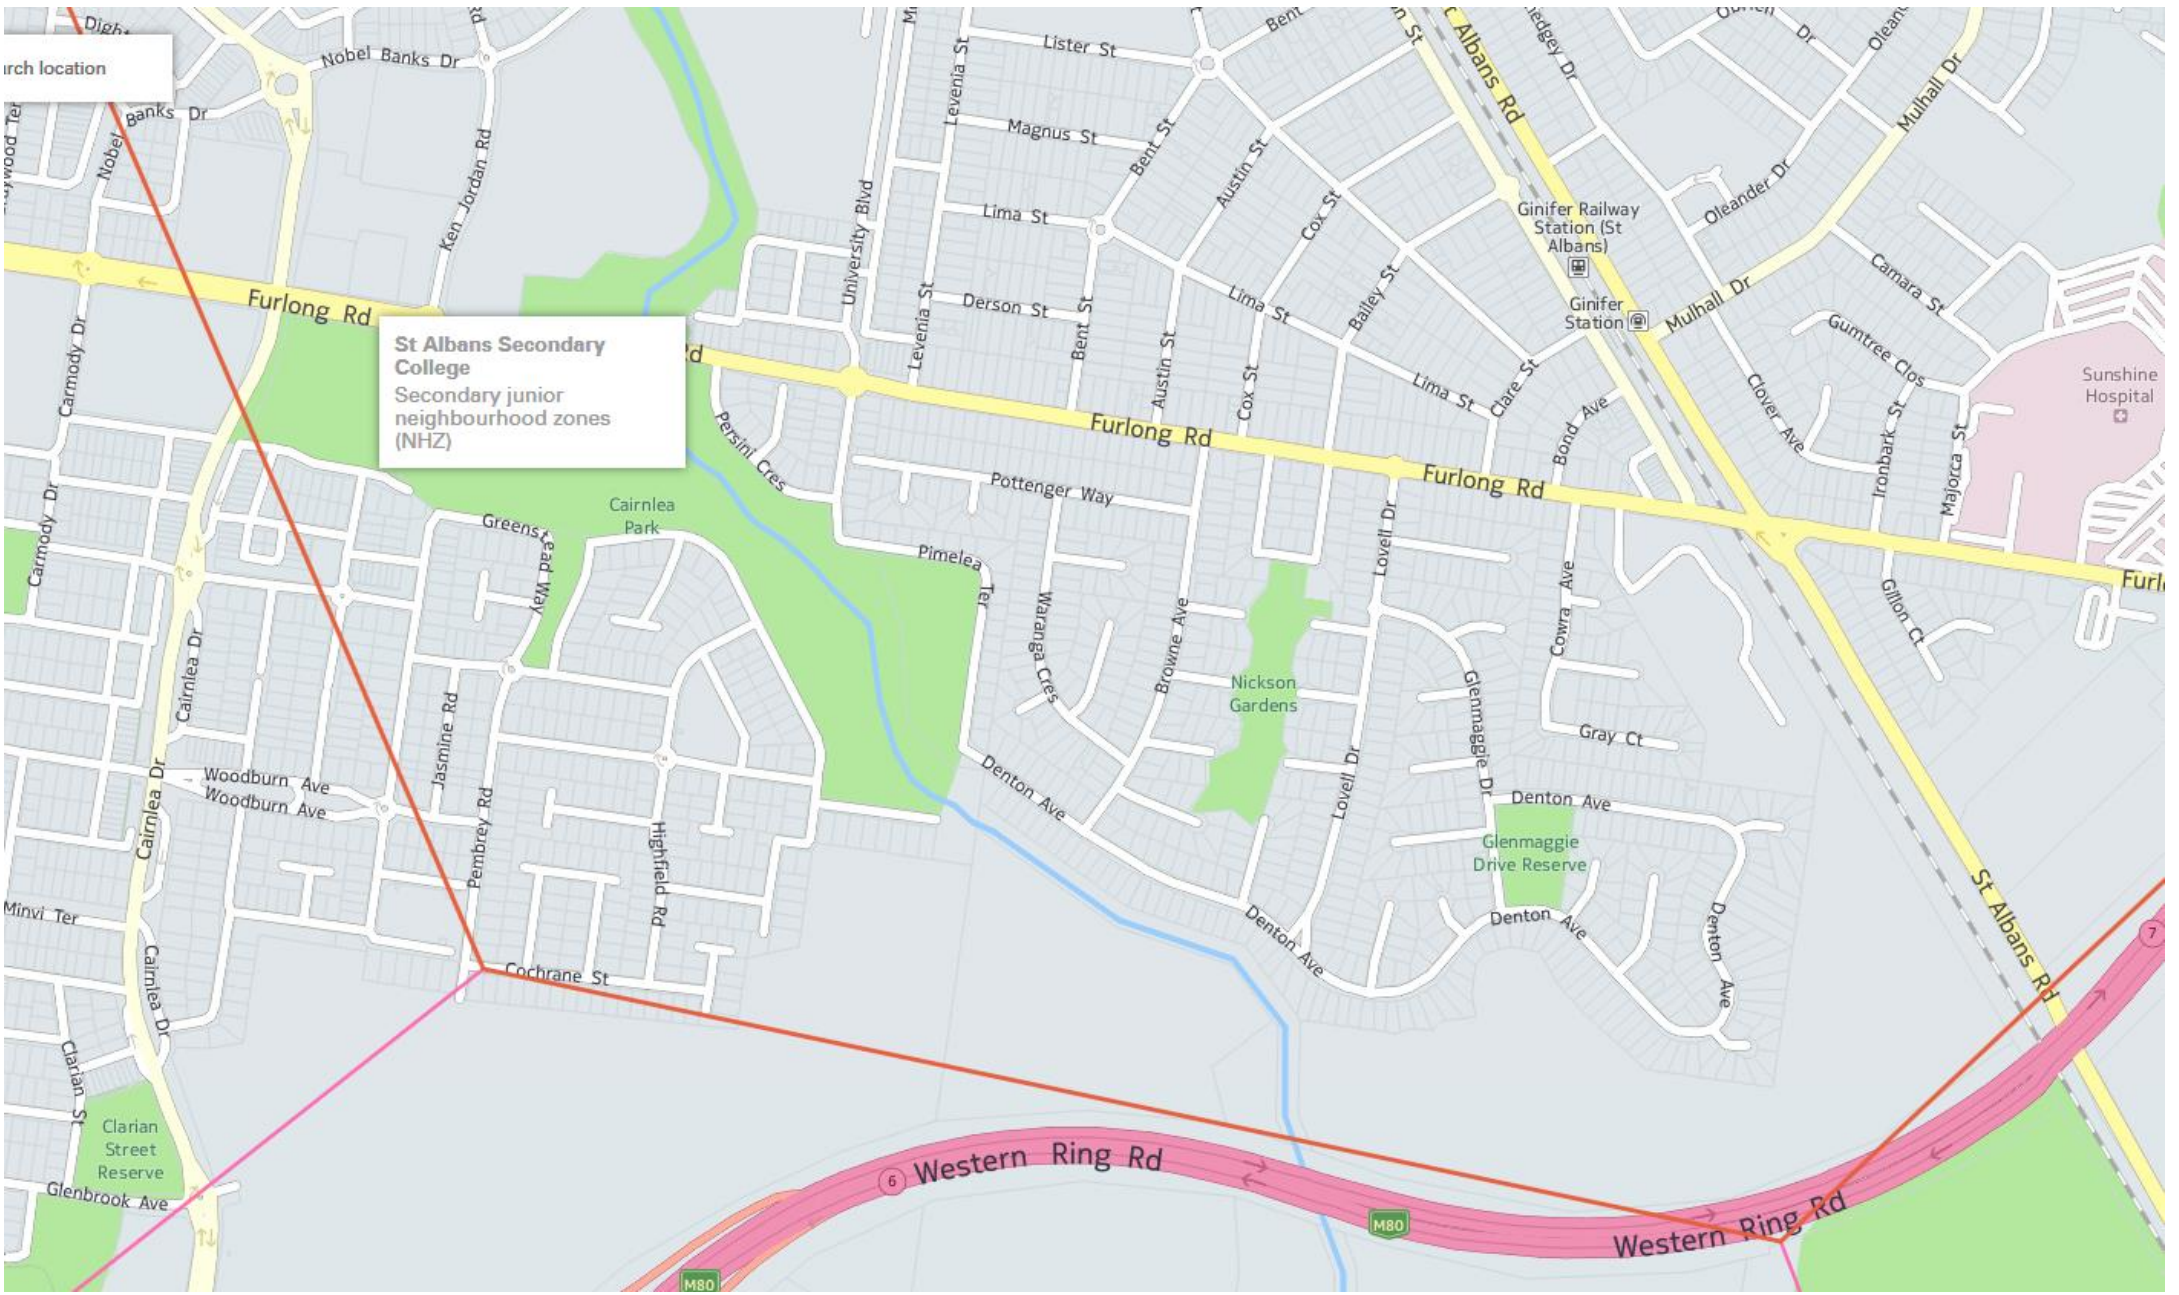 Dight
Nobel Banks Dr
arch location
Banks Dr
Nobel
Ken Jordan Rd
Furlong Rd
St Albans Secondary
College
Secondary junior
neighbourhood zones
(NHZ)
Rd
Lister St
Levenia St
Magnus St
Bent St
Bent
Lima St
Austin St
Cox St
University Blvd
Derson St
Levenia St
Bent St
Austin St
Cox St
Lima St
Bailey St
Lima St
Clare St
Bond Ave
Albans Rd
Mulhall Dr
Oleander Dr
Ginifer Railway
Station (St
Albans)
Ginifer
Station
Mulhall Dr
Camara St
Gumtree Clos
Clover Ave
Ironbark St
Majorca St
Sunshine
Hospital
Furlong Rd
Furlong Rd
Gillon Ct
Carmody Dr
Carmody Dr
Persini Cres
Cairnlea
Park
Greenstead Way
Pottenger Way
Pimelea Ter
Waranga Cres
Browne Ave
Nickson
Gardens
Lovell Dr
Lovell Dr
Cowra Ave
Glenmaggie Dr
Gray Ct
Denton Ave
Glenmaggie
Drive Reserve
Denton Ave
Denton Ave
Denton Ave
Denton Ave
Denton Ave
Cairnlea Dr
Cairnlea Dr
Jasmine Rd
Woodburn Ave
Woodburn Ave
Pembrey Rd
Highfield Rd
Minvi Ter
Cairnlea Dr
Cochrane St
Clarian St
Clarian
Street
Reserve
Glenbrook Ave
St Albans Rd
7
6
Western Ring Rd
M80
M80
Western Ring Rd